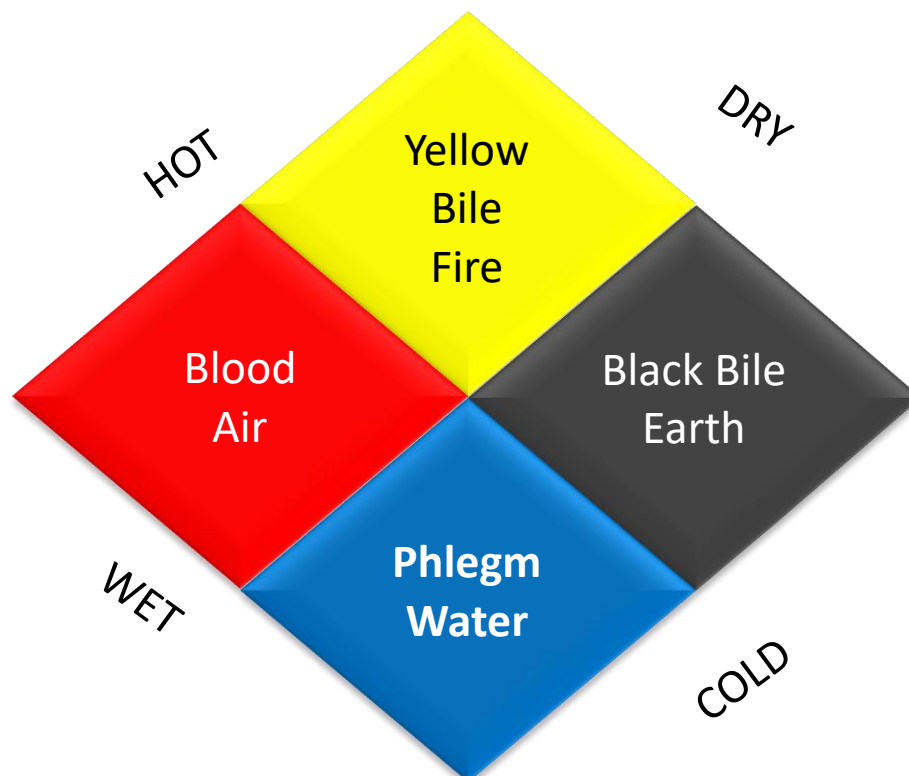 HOT
DRY
Yellow
Bile
Fire
Blood
Air
Black Bile
Earth
Phlegm
Water
WET
COLD